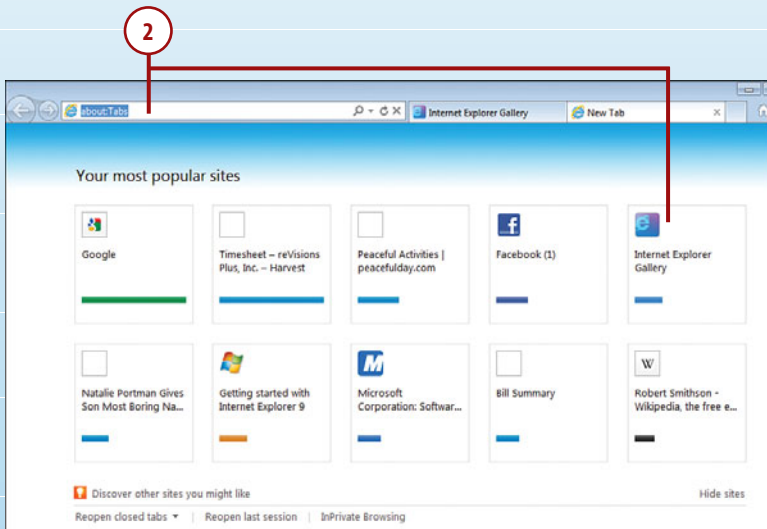 2
about:Tabs
Internet Explorer Gallery
New Tab
Your most popular sites
Google
Timesheet – reVisions
Plus, Inc. – Harvest
Peaceful Activities |
peacefulday.com
Facebook (1)
Internet Explorer
Gallery
Natalie Portman Gives
Son Most Boring Na...
Getting started with
Internet Explorer 9
Microsoft
Corporation: Softwar...
Bill Summary
W
Robert Smithson -
Wikipedia, the free e...
Discover other sites you might like
Hide sites
Reopen closed tabs | Reopen last session | InPrivate Browsing